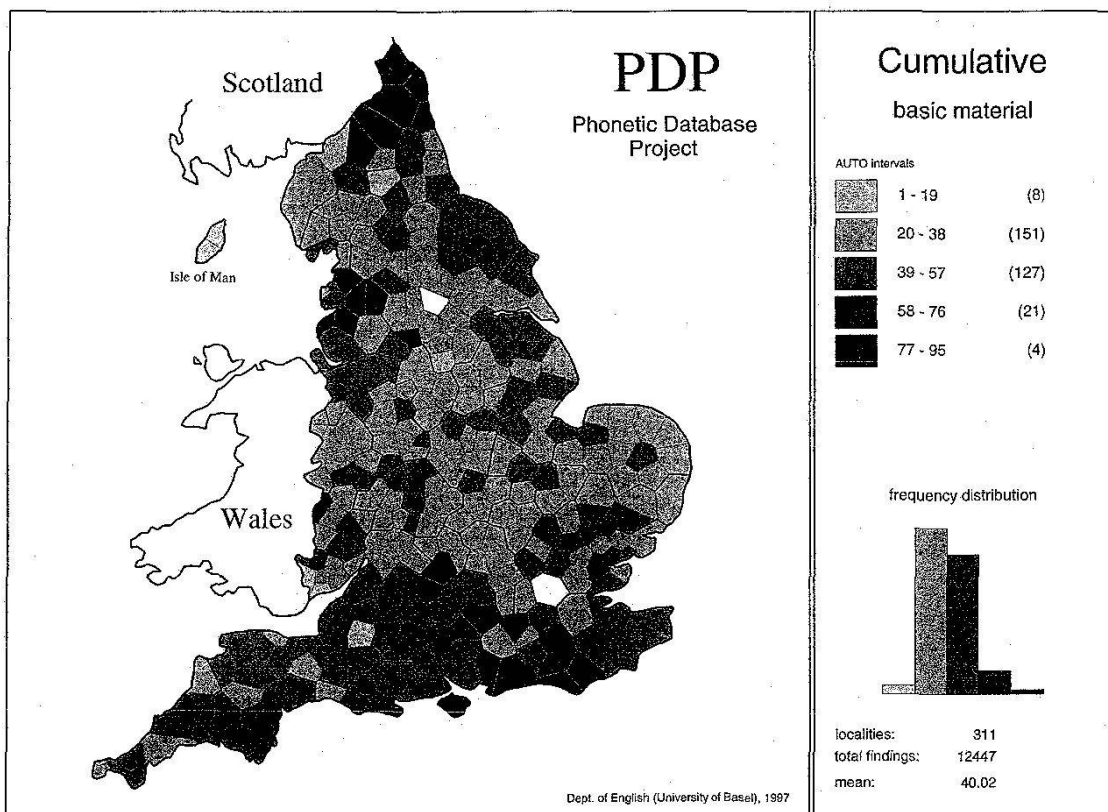 Scotland
PDP
Phonetic Database
Project
Isle of Man
Wales
Dept. of English (University of Basel), 1997
Cumulative
basic material
AUTO intervals
1 - 19 (8)
20 - 38 (151)
39 - 57 (127)
58 - 76 (21)
77 - 95 (4)
frequency distribution
localities: 311
total findings: 12447
mean: 40.02